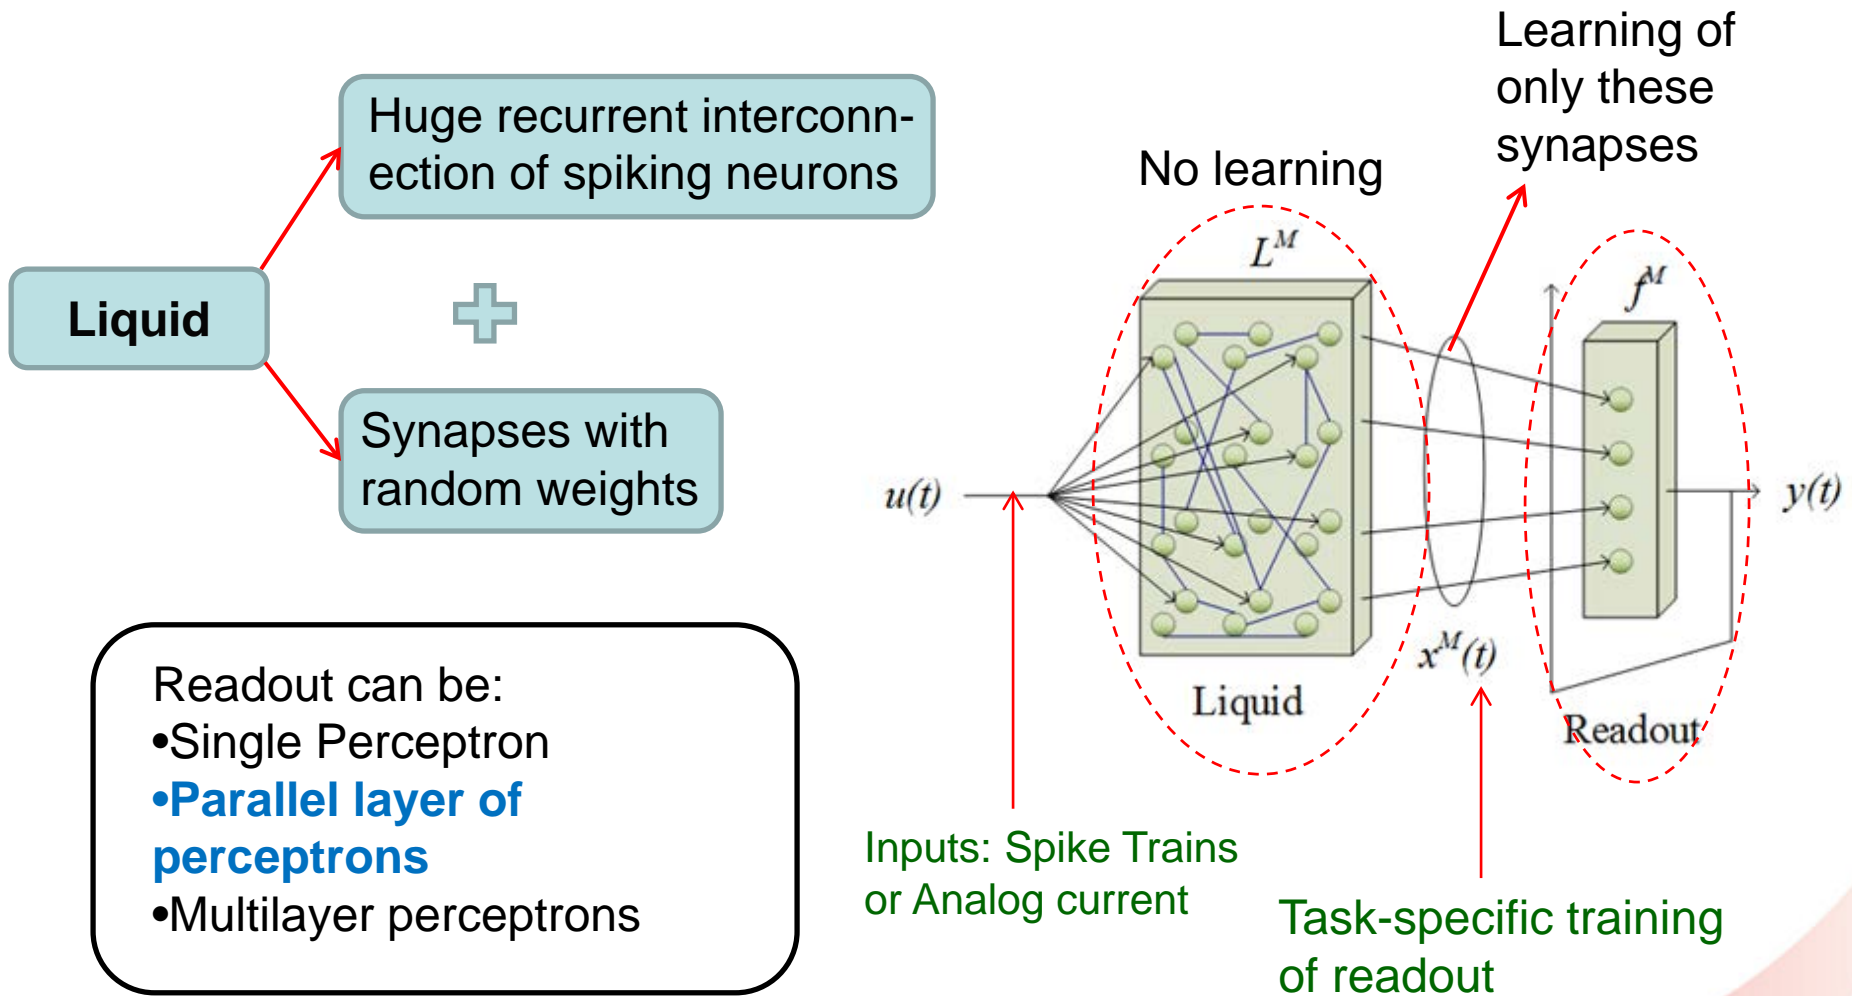 Huge recurrent interconn-
ection of spiking neurons
Liquid
Synapses with
random weights
Readout can be:
•Single Perceptron
•Parallel layer of
perceptrons
•Multilayer perceptrons
Learning of
only these
synapses
No learning
L^M
f^M
u(t)
y(t)
x^M(t)
Liquid
Readout
Inputs: Spike Trains
or Analog current
Task-specific training
of readout